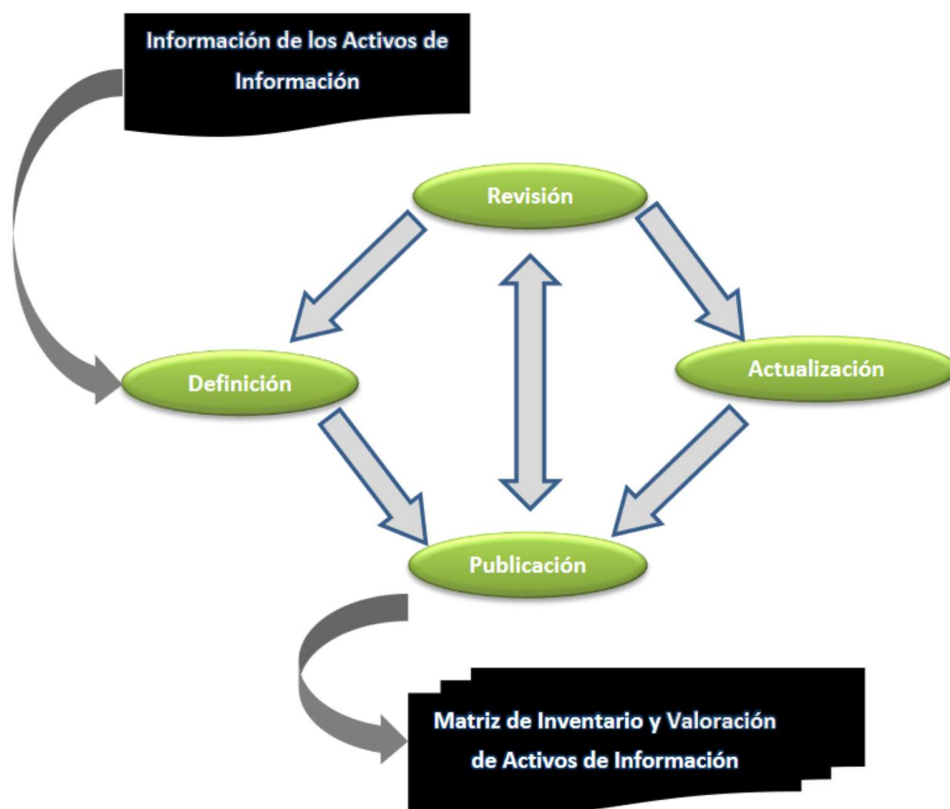 Información de los Activos de
Información
Revisión
Definición
Actualización
Publicación
Matriz de Inventario y Valoración
de Activos de Información